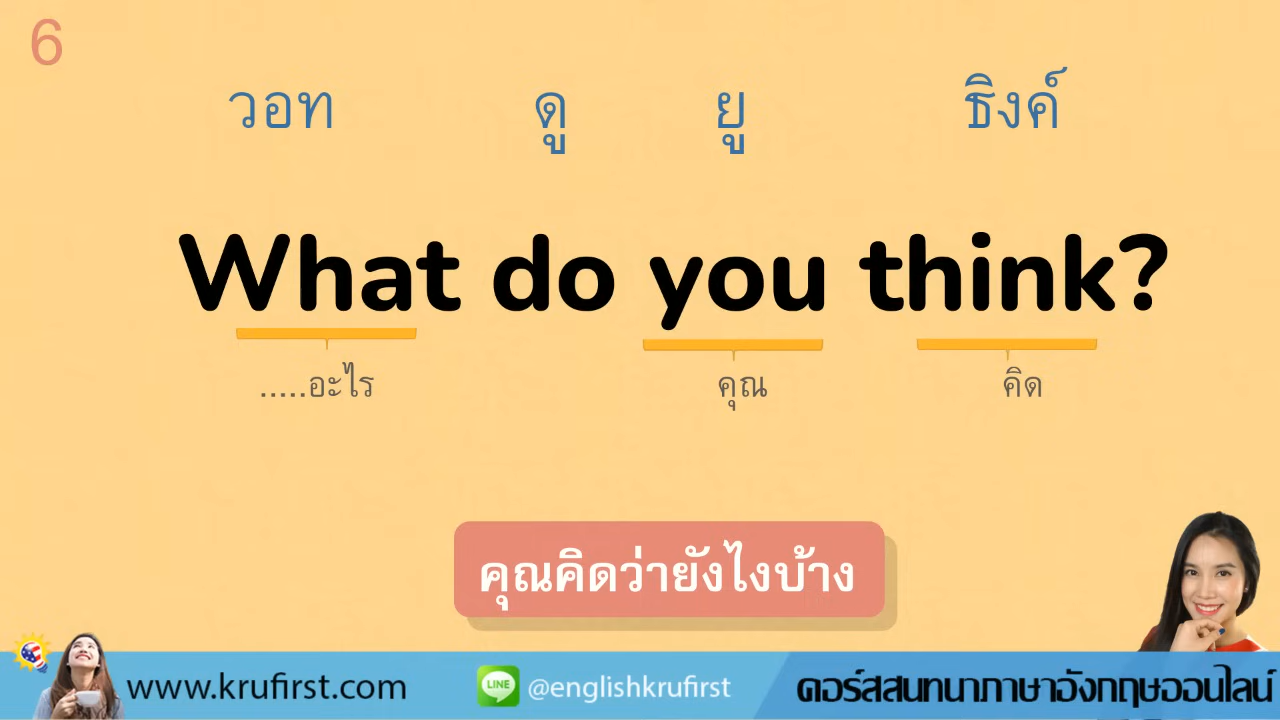 6
วอท ดู ยู ธิงค์
What do you think?
.....อะไร คุณ คิด
คุณคิดว่ายังไงบ้าง
www.krufirst.com LINE @englishkrufirst คอร์สสนทนาภาษาอังกฤษออนไลน์